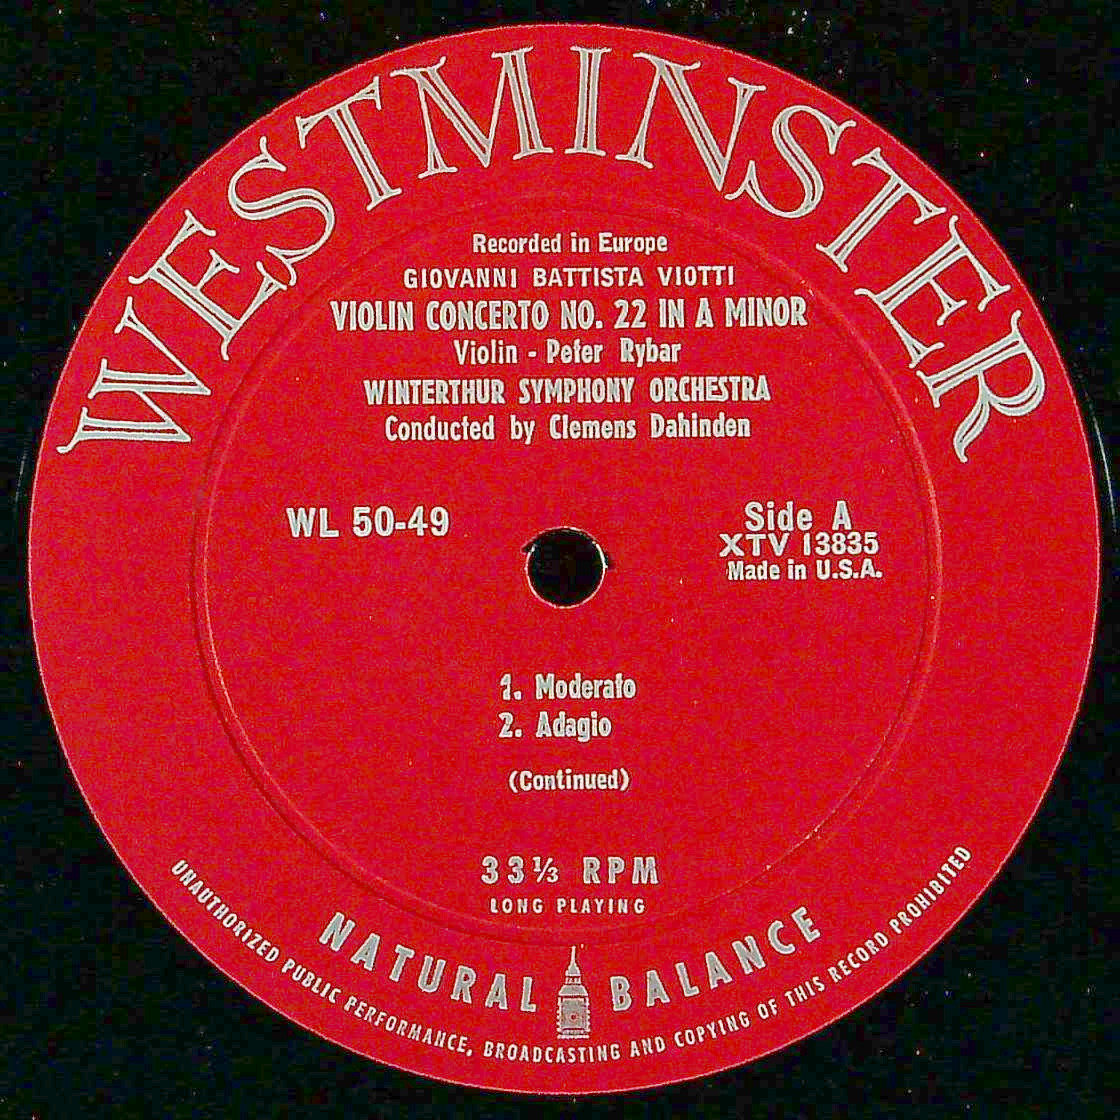 WESTMINSTER
Recorded in Europe
GIOVANNI BATTISTA VIOTTI
VIOLIN CONCERTO NO. 22 IN A MINOR
Violin - Peter Rybar
WINTERTHUR SYMPHONY ORCHESTRA
Conducted by Clemens Dahinden
WL 50-49
Side A
XTV 13835
Made in U.S.A.
1. Moderato
2. Adagio
(Continued)
33⅓ RPM
LONG PLAYING
NATURAL BALANCE
UNAUTHORIZED PUBLIC PERFORMANCE, BROADCASTING AND COPYING OF THIS RECORD PROHIBITED